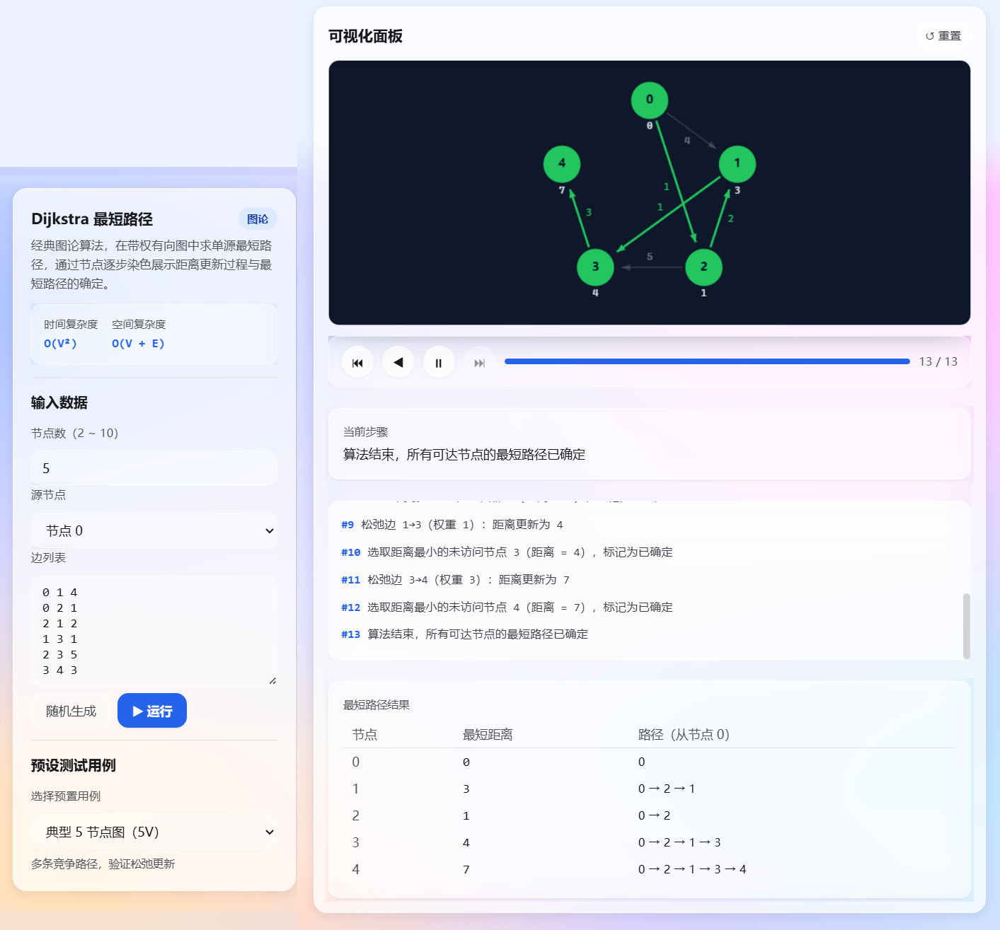 Dijkstra 最短路径
图论
经典图论算法，在带权有向图中求单源最短路
径，通过节点逐步染色展示距离更新过程与最
短路径的确定。
时间复杂度 空间复杂度
O(V²) O(V + E)
输入数据
节点数（2 ~ 10）
5
源节点
节点 0
边列表
0 1 4
0 2 1
2 1 2
1 3 1
2 3 5
3 4 3
随机生成 ▶ 运行
预设测试用例
选择预置用例
典型 5 节点图（5V）
多条竞争路径，验证松弛更新
可视化面板
↺ 重置
0
0
4
4
7
1
3
1
1
3
2
5
3
4
2
1
13 / 13
当前步骤
算法结束，所有可达节点的最短路径已确定
#9 松弛边 1→3（权重 1）：距离更新为 4
#10 选取距离最小的未访问节点 3（距离 = 4），标记为已确定
#11 松弛边 3→4（权重 3）：距离更新为 7
#12 选取距离最小的未访问节点 4（距离 = 7），标记为已确定
#13 算法结束，所有可达节点的最短路径已确定
最短路径结果
节点 最短距离 路径（从节点 0）
0 0 0
1 3 0 → 2 → 1
2 1 0 → 2
3 4 0 → 2 → 1 → 3
4 7 0 → 2 → 1 → 3 → 4